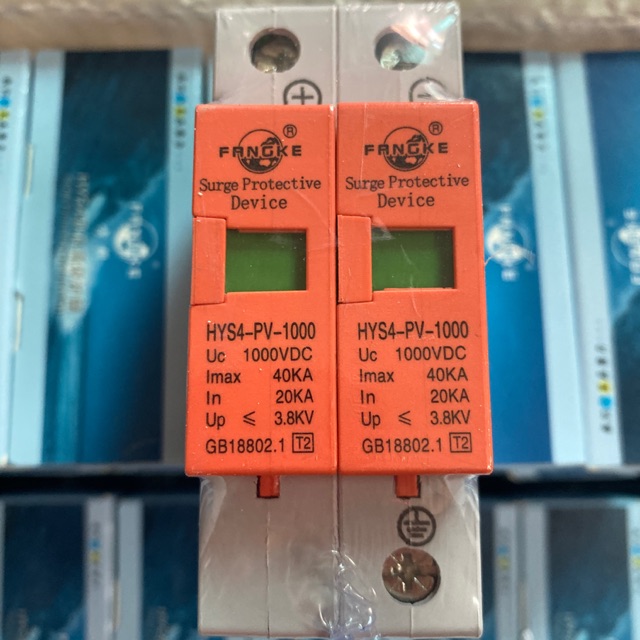 FANGKE ®
Surge Protective
Device
HYS4-PV-1000
Uc 1000VDC
Imax 40KA
In 20KA
Up ≤ 3.8KV
GB18802.1 T2
FANGKE ®
Surge Protective
Device
HYS4-PV-1000
Uc 1000VDC
Imax 40KA
In 20KA
Up ≤ 3.8KV
GB18802.1 T2